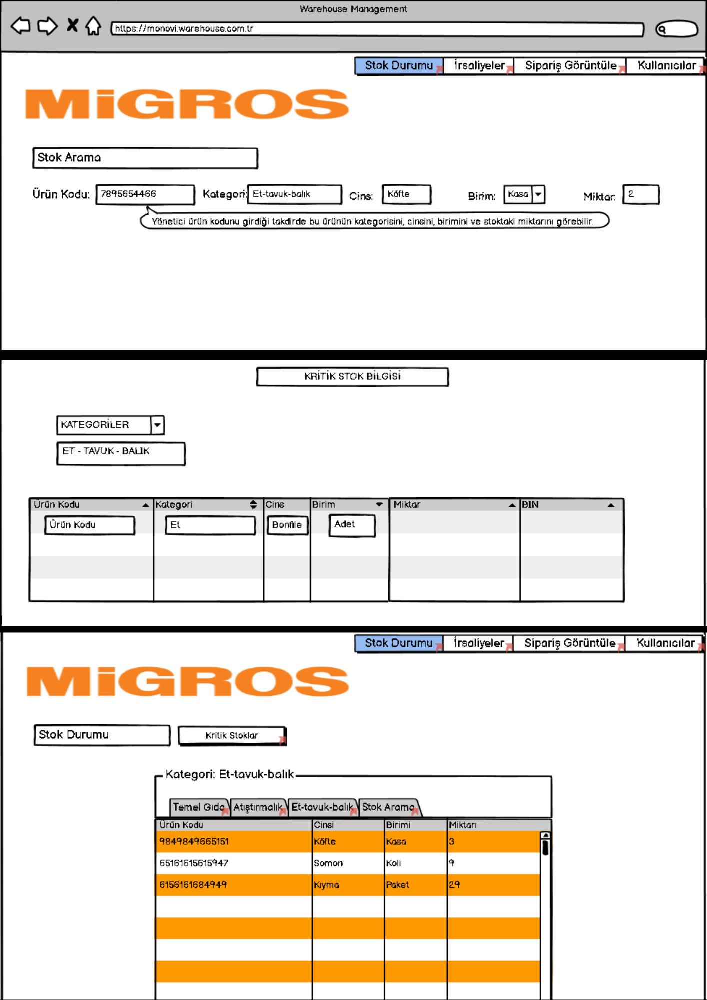 Warehouse Management
https://monovi.warehouse.com.tr
Stok Durumu İrsaliyeler Sipariş Görüntüle Kullanıcılar
MiGROS
Stok Arama
Ürün Kodu: 7895654466 Kategori: Et-tavuk-balık Cins: Köfte Birim: Kasa Miktar: 2
Yönetici ürün kodunu girdiği takdirde bu ürünün kategorisini, cinsini, birimini ve stoktaki miktarını görebilir.
KRİTİK STOK BİLGİSİ
KATEGORİLER
ET - TAVUK - BALIK
Ürün Kodu Kategori Cins Birim Miktar BIN
Ürün Kodu Et Bonfile Adet
Stok Durumu İrsaliyeler Sipariş Görüntüle Kullanıcılar
MiGROS
Stok Durumu Kritik Stoklar
Kategori: Et-tavuk-balık
Temel Gıda Atıştırmalık Et-tavuk-balık Stok Arama
Ürün Kodu Cinsi Birimi Miktarı
9849849665151 Köfte Kasa 3
65161615615947 Somon Koli 9
6156161684949 Kıyma Paket 29